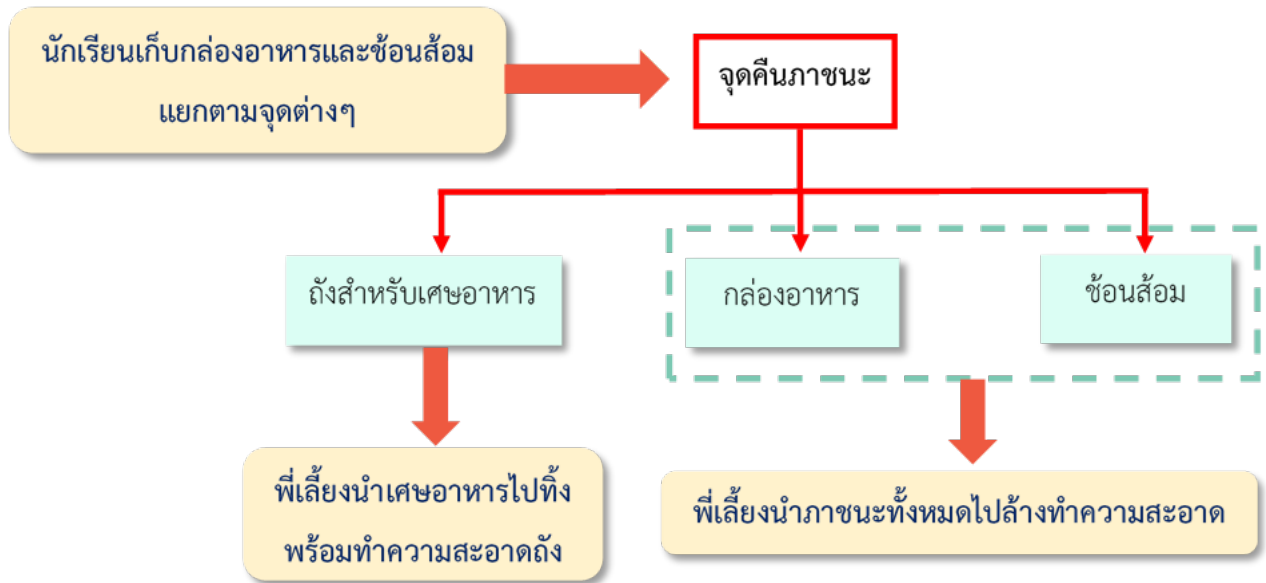 นักเรียนเก็บกล่องอาหารและช้อนส้อม
แยกตามจุดต่างๆ
จุดคืนภาชนะ
ถังสำหรับเศษอาหาร
กล่องอาหาร
ช้อนส้อม
พี่เลี้ยงนำเศษอาหารไปทิ้ง
พร้อมทำความสะอาดถัง
พี่เลี้ยงนำภาชนะทั้งหมดไปล้างทำความสะอาด